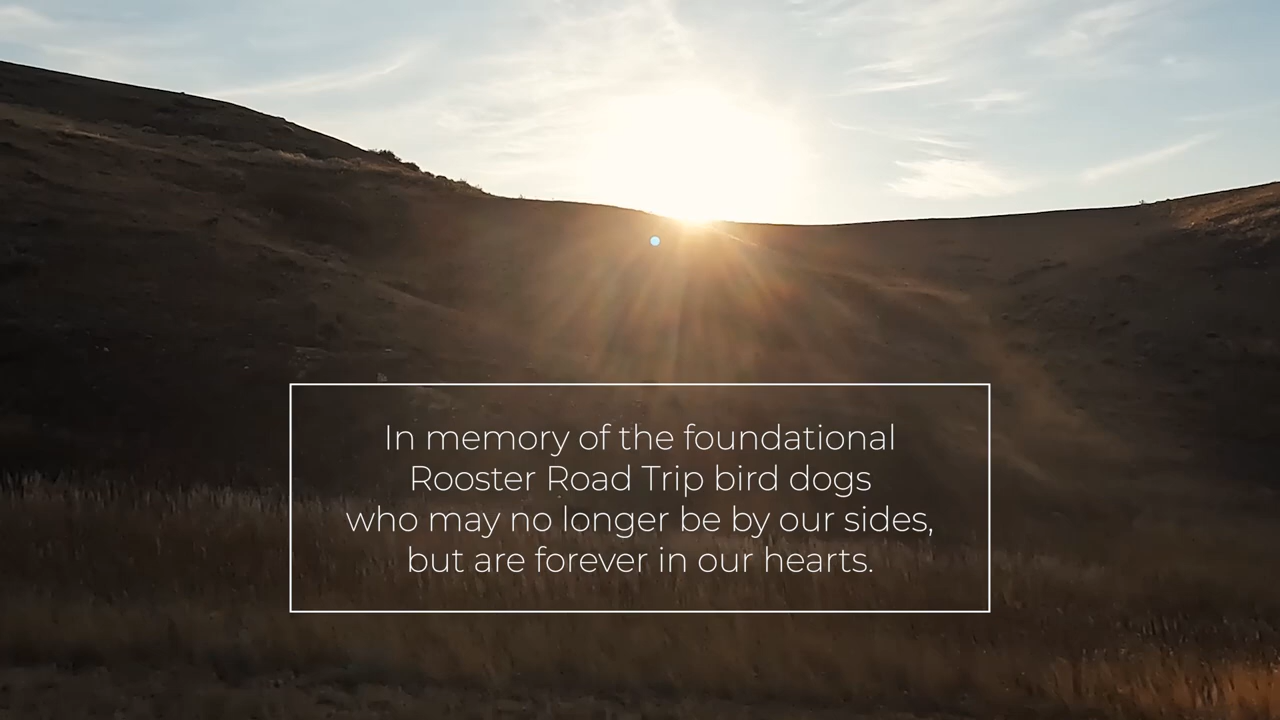 In memory of the foundational
Rooster Road Trip bird dogs
who may no longer be by our sides,
but are forever in our hearts.